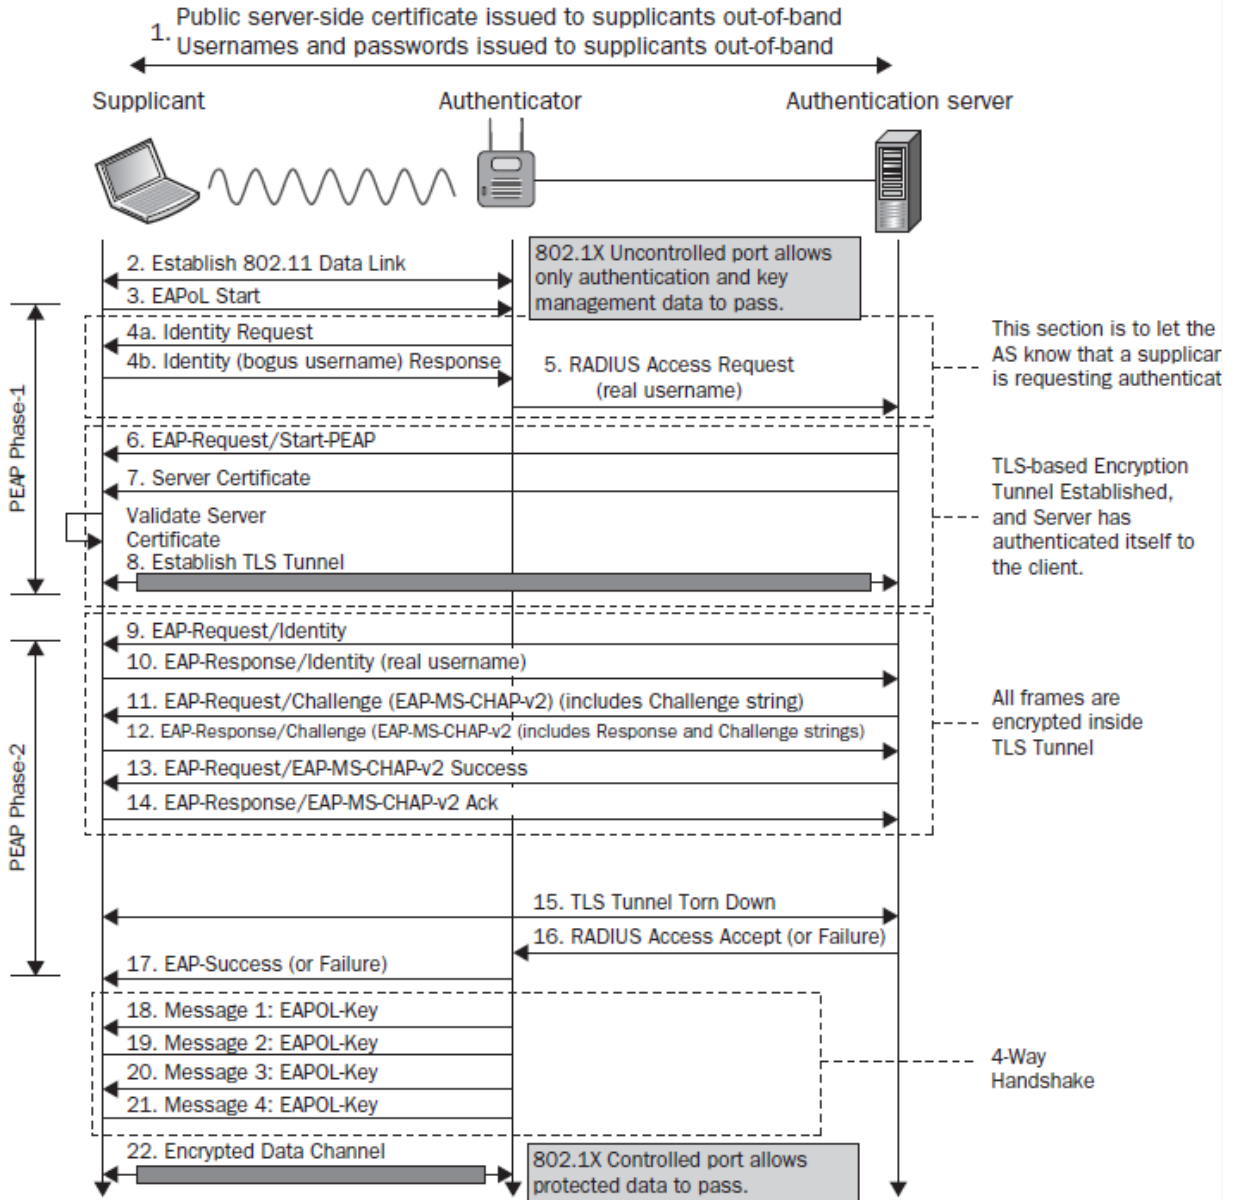 1. Public server-side certificate issued to supplicants out-of-band
Usernames and passwords issued to supplicants out-of-band
Supplicant
Authenticator
Authentication server
802.1X Uncontrolled port allows
only authentication and key
management data to pass.
2. Establish 802.11 Data Link
3. EAPoL Start
PEAP Phase-1
4a. Identity Request
4b. Identity (bogus username) Response
5. RADIUS Access Request
(real username)
This section is to let the
AS know that a supplicar
is requesting authenticat
6. EAP-Request/Start-PEAP
7. Server Certificate
Validate Server
Certificate
8. Establish TLS Tunnel
TLS-based Encryption
Tunnel Established,
and Server has
authenticated itself to
the client.
PEAP Phase-2
9. EAP-Request/Identity
10. EAP-Response/Identity (real username)
11. EAP-Request/Challenge (EAP-MS-CHAP-v2) (includes Challenge string)
12. EAP-Response/Challenge (EAP-MS-CHAP-v2 (includes Response and Challenge strings)
13. EAP-Request/EAP-MS-CHAP-v2 Success
14. EAP-Response/EAP-MS-CHAP-v2 Ack
All frames are
encrypted inside
TLS Tunnel
15. TLS Tunnel Torn Down
16. RADIUS Access Accept (or Failure)
17. EAP-Success (or Failure)
18. Message 1: EAPOL-Key
19. Message 2: EAPOL-Key
20. Message 3: EAPOL-Key
21. Message 4: EAPOL-Key
4-Way
Handshake
22. Encrypted Data Channel
802.1X Controlled port allows
protected data to pass.